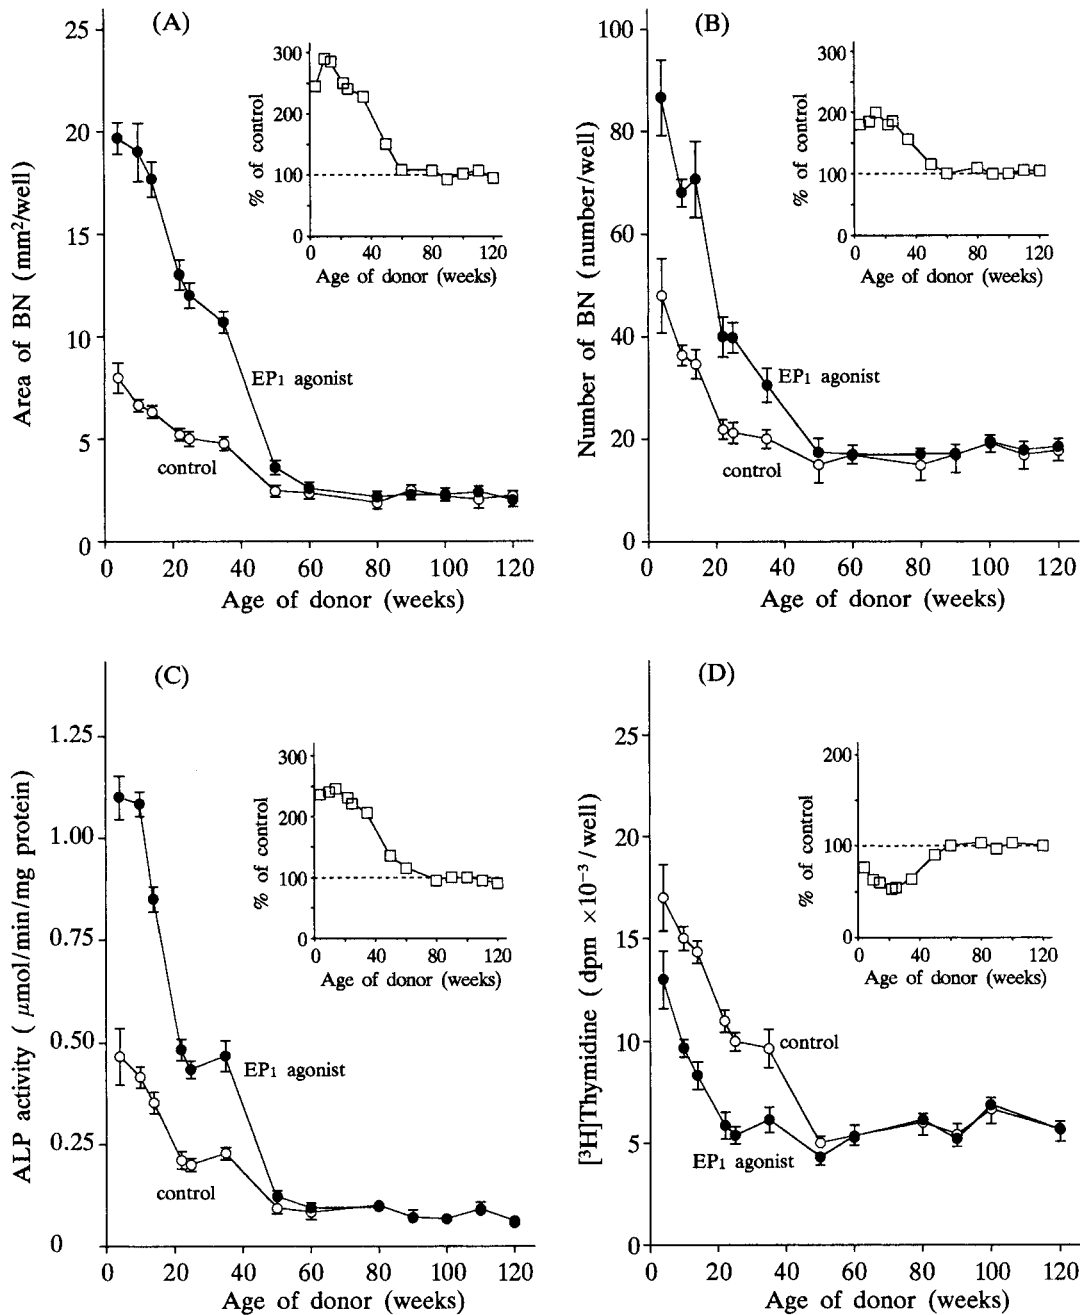 (A)
25
20
15
10
5
0
Area of BN (mm²/well)
0 20 40 60 80 100 120
Age of donor (weeks)
EP₁ agonist
control
300
200
100
0
% of control
0 40 80 120
Age of donor (weeks)
(B)
100
80
60
40
20
0
Number of BN (number/well)
0 20 40 60 80 100 120
Age of donor (weeks)
EP₁ agonist
control
300
200
100
0
% of control
0 40 80 120
Age of donor (weeks)
(C)
1.25
1.00
0.75
0.50
0.25
0
ALP activity (μmol/min/mg protein)
0 20 40 60 80 100 120
Age of donor (weeks)
EP₁ agonist
control
300
200
100
0
% of control
0 40 80 120
Age of donor (weeks)
(D)
25
20
15
10
5
0
[³H]Thymidine (dpm ×10⁻³/well)
0 20 40 60 80 100 120
Age of donor (weeks)
control
EP₁ agonist
200
100
0
% of control
0 40 80 120
Age of donor (weeks)